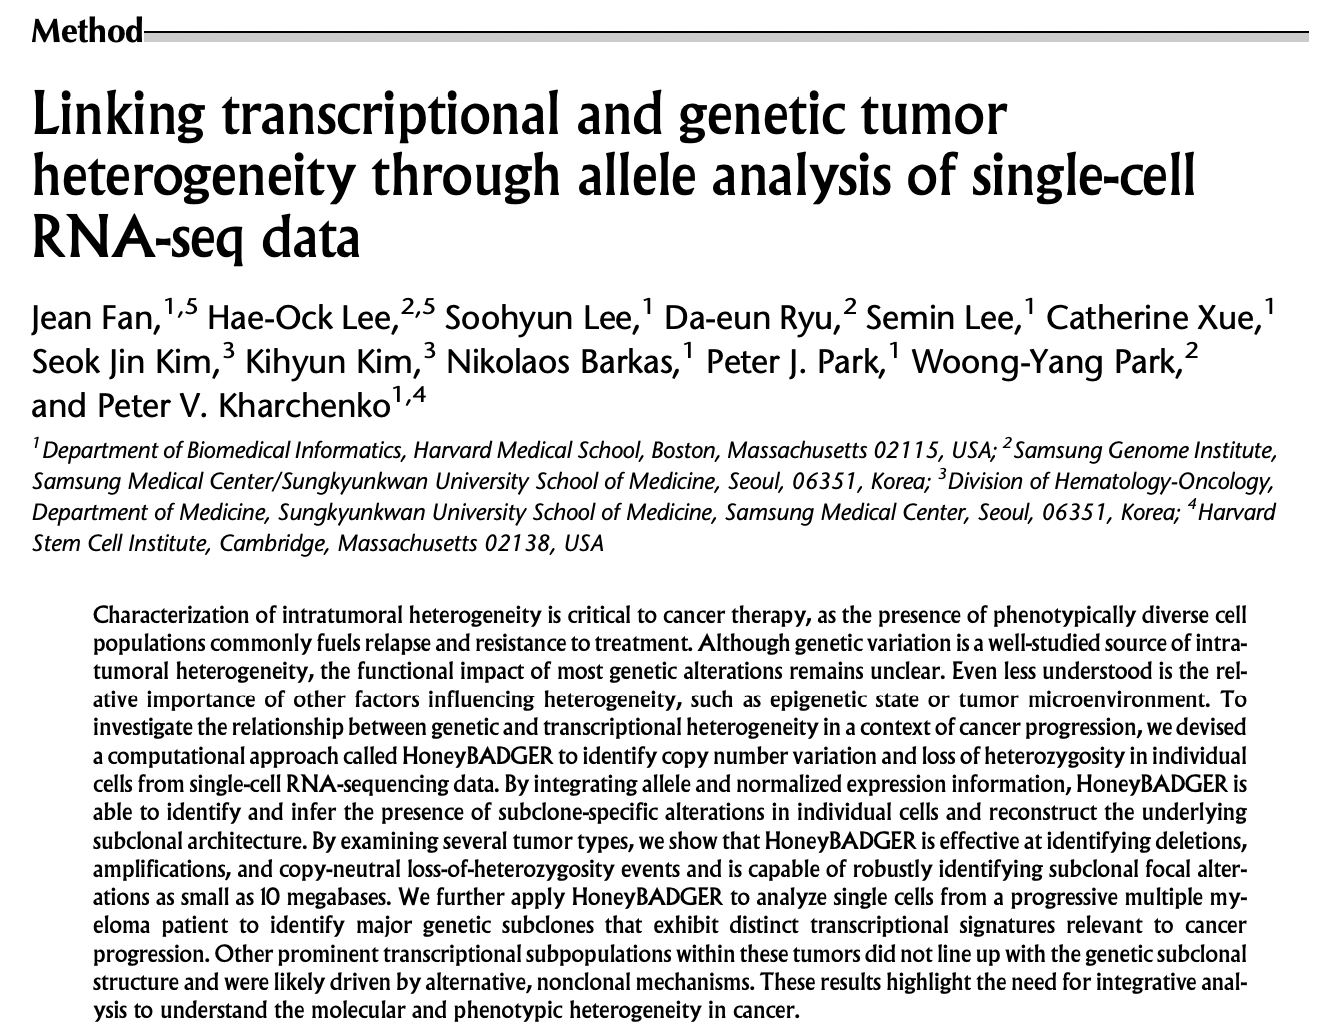 Method
Linking transcriptional and genetic tumor
heterogeneity through allele analysis of single-cell
RNA-seq data
Jean Fan,1,5 Hae-Ock Lee,2,5 Soohyun Lee,1 Da-eun Ryu,2 Semin Lee,1 Catherine Xue,1
Seok Jin Kim,3 Kihyun Kim,3 Nikolaos Barkas,1 Peter J. Park,1 Woong-Yang Park,2
and Peter V. Kharchenko1,4
1Department of Biomedical Informatics, Harvard Medical School, Boston, Massachusetts 02115, USA; 2Samsung Genome Institute,
Samsung Medical Center/Sungkyunkwan University School of Medicine, Seoul, 06351, Korea; 3Division of Hematology-Oncology,
Department of Medicine, Sungkyunkwan University School of Medicine, Samsung Medical Center, Seoul, 06351, Korea; 4Harvard
Stem Cell Institute, Cambridge, Massachusetts 02138, USA
Characterization of intratumoral heterogeneity is critical to cancer therapy, as the presence of phenotypically diverse cell
populations commonly fuels relapse and resistance to treatment. Although genetic variation is a well-studied source of intra-
tumoral heterogeneity, the functional impact of most genetic alterations remains unclear. Even less understood is the rel-
ative importance of other factors influencing heterogeneity, such as epigenetic state or tumor microenvironment. To
investigate the relationship between genetic and transcriptional heterogeneity in a context of cancer progression, we devised
a computational approach called HoneyBADGER to identify copy number variation and loss of heterozygosity in individual
cells from single-cell RNA-sequencing data. By integrating allele and normalized expression information, HoneyBADGER is
able to identify and infer the presence of subclone-specific alterations in individual cells and reconstruct the underlying
subclonal architecture. By examining several tumor types, we show that HoneyBADGER is effective at identifying deletions,
amplifications, and copy-neutral loss-of-heterozygosity events and is capable of robustly identifying subclonal focal alter-
ations as small as 10 megabases. We further apply HoneyBADGER to analyze single cells from a progressive multiple my-
eloma patient to identify major genetic subclones that exhibit distinct transcriptional signatures relevant to cancer
progression. Other prominent transcriptional subpopulations within these tumors did not line up with the genetic subclonal
structure and were likely driven by alternative, nonclonal mechanisms. These results highlight the need for integrative anal-
ysis to understand the molecular and phenotypic heterogeneity in cancer.